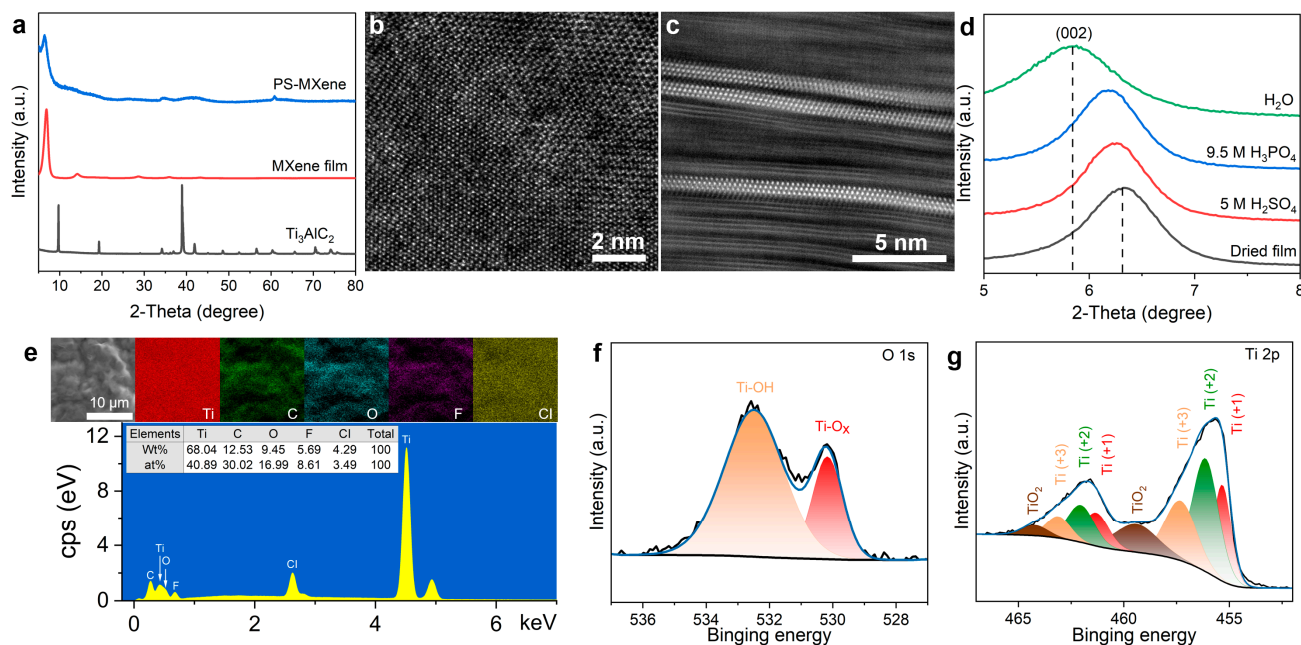 a
Intensity (a.u.)
PS-MXene
MXene film
Ti₃AlC₂
10 20 30 40 50 60 70 80
2-Theta (degree)
b
2 nm
c
5 nm
d
Intensity (a.u.)
(002)
H₂O
9.5 M H₃PO₄
5 M H₂SO₄
Dried film
5 6 7 8
2-Theta (degree)
e
10 µm
Ti
C
O
F
Cl
cps (eV)
12
8
4
0
Elements Ti C O F Cl Total
Wt% 68.04 12.53 9.45 5.69 4.29 100
at% 40.89 30.02 16.99 8.61 3.49 100
C
Ti
O
F
Cl
Ti
0 2 4 6 keV
f
O 1s
Intensity (a.u.)
Ti-OH
Ti-Oₓ
536 534 532 530 528
Binging energy
g
Ti 2p
Intensity (a.u.)
TiO₂
Ti (+3)
Ti (+2)
Ti (+1)
TiO₂
Ti (+3)
Ti (+2)
Ti (+1)
465 460 455
Binging energy